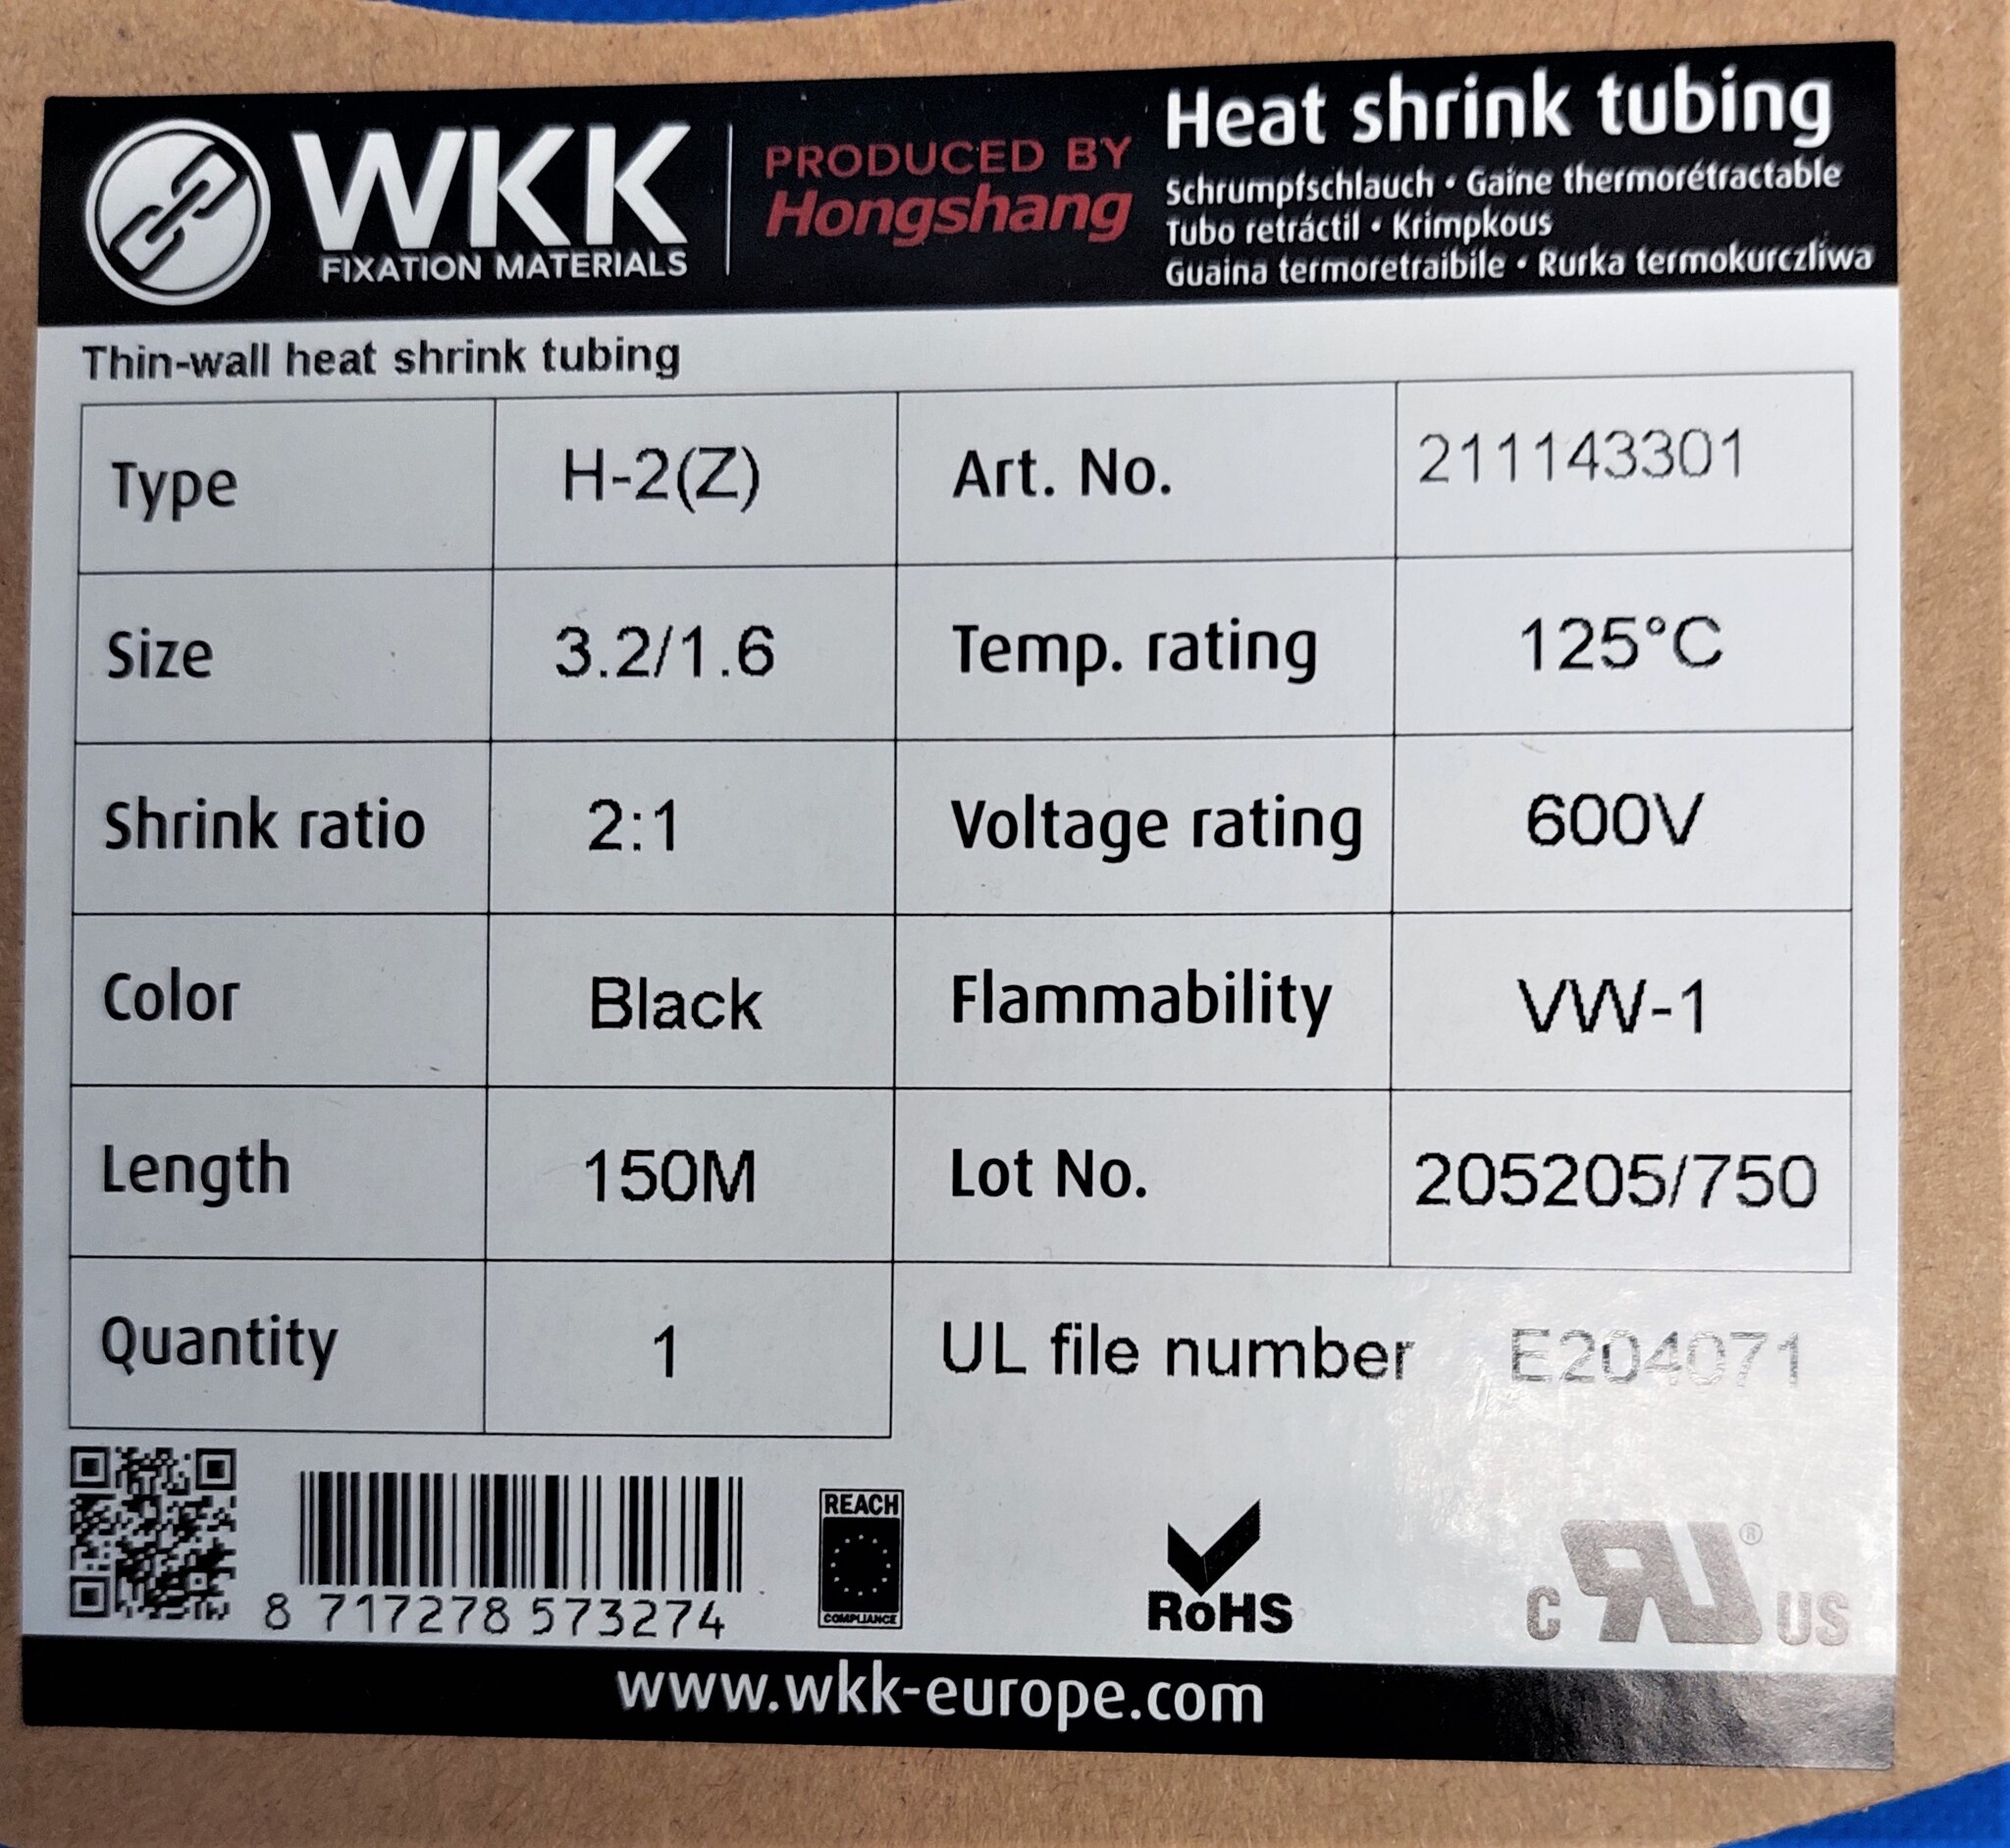 WKK
FIXATION MATERIALS
PRODUCED BY
Hongshang
Heat shrink tubing
Schrumpfschlauch • Gaine thermorétractable
Tubo retráctil • Krimpkous
Guaina termoretraibile • Rurka termokurczliwa
Thin-wall heat shrink tubing
Type H-2(Z) Art. No. 211143301
Size 3.2/1.6 Temp. rating 125°C
Shrink ratio 2:1 Voltage rating 600V
Color Black Flammability VW-1
Length 150M Lot No. 205205/750
Quantity 1 UL file number E204071
8 717278 573274
REACH
COMPLIANCE
RoHS
C RU® US
www.wkk-europe.com